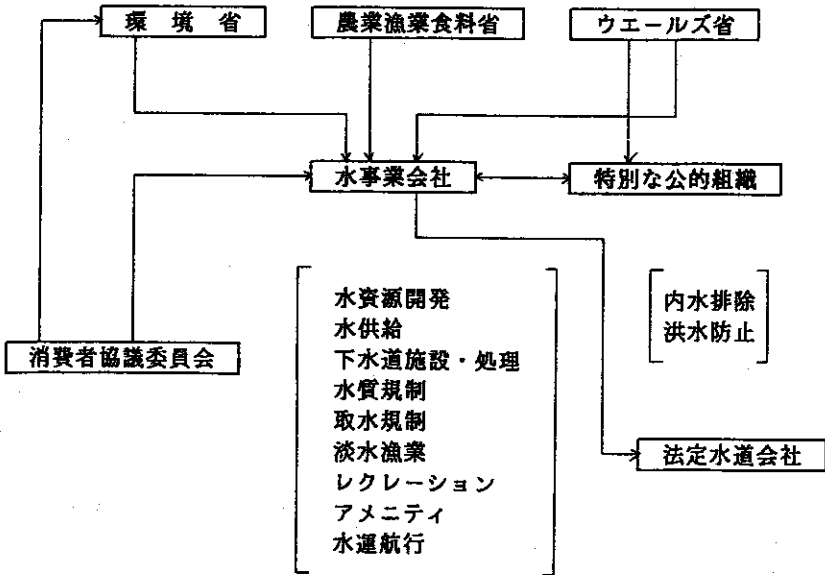 環境省
農業漁業食料省
ウエールズ省
水事業会社
特別な公的組織
水資源開発
水供給
下水道施設・処理
水質規制
取水規制
淡水漁業
レクレーション
アメニティ
水運航行
内水排除
洪水防止
消費者協議委員会
法定水道会社